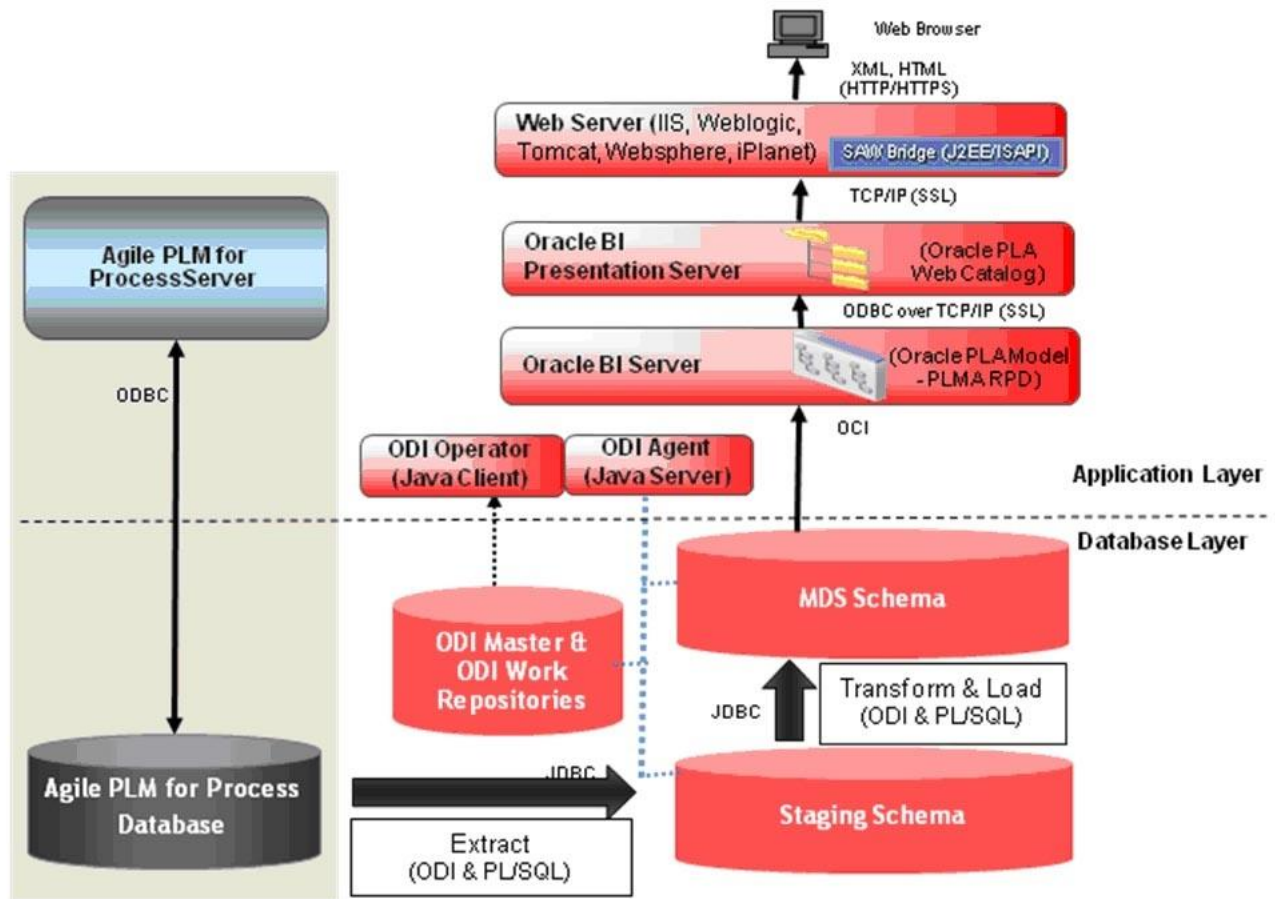 Web Browser
XML, HTML
(HTTP/HTTPS)
Web Server (IIS, Weblogic,
Tomcat, Websphere, iPlanet)
SAW Bridge (J2EE/ISAPI)
TCP/IP (SSL)
Agile PLM for
ProcessServer
Oracle BI
Presentation Server
(Oracle PLA
Web Catalog)
ODBC over TCP/IP (SSL)
Oracle BI Server
(Oracle PLAModel
- PLMA RPD)
ODBC
OCI
ODI Operator
(Java Client)
ODI Agent
(Java Server)
Application Layer
Database Layer
MDS Schema
ODI Master &
ODI Work
Repositories
JDBC
Transform & Load
(ODI & PL/SQL)
Agile PLM for Process
Database
JDBC
Extract
(ODI & PL/SQL)
Staging Schema